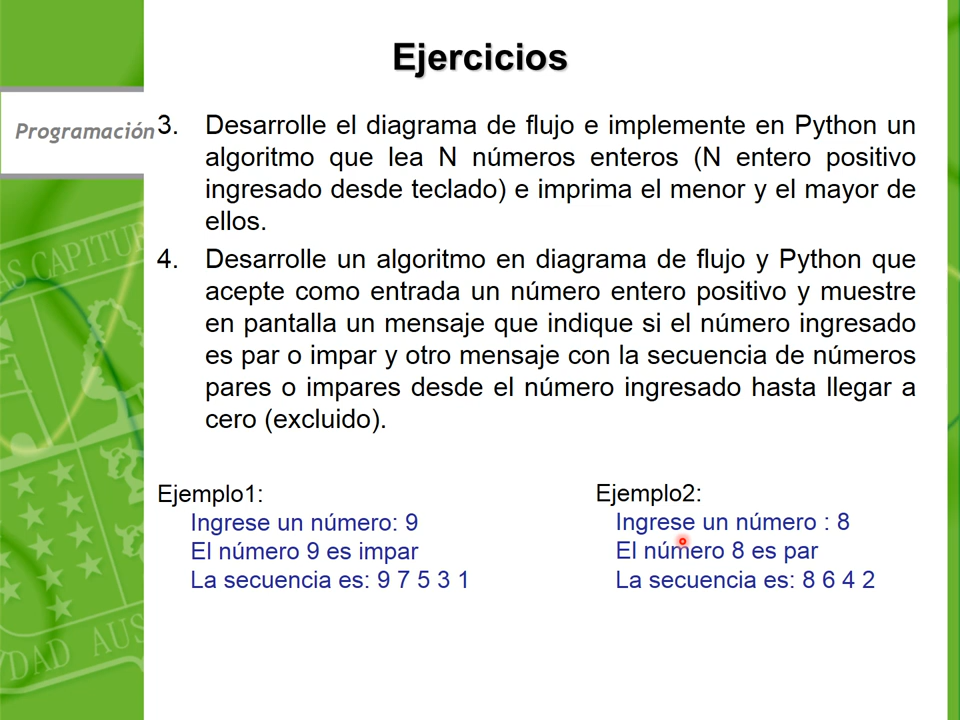 Ejercicios
Programación
3. Desarrolle el diagrama de flujo e implemente en Python un
algoritmo que lea N números enteros (N entero positivo
ingresado desde teclado) e imprima el menor y el mayor de
ellos.
4. Desarrolle un algoritmo en diagrama de flujo y Python que
acepte como entrada un número entero positivo y muestre
en pantalla un mensaje que indique si el número ingresado
es par o impar y otro mensaje con la secuencia de números
pares o impares desde el número ingresado hasta llegar a
cero (excluido).
Ejemplo1:
Ingrese un número: 9
El número 9 es impar
La secuencia es: 9 7 5 3 1
Ejemplo2:
Ingrese un número : 8
El número 8 es par
La secuencia es: 8 6 4 2
S CAPITU
DAD AUS